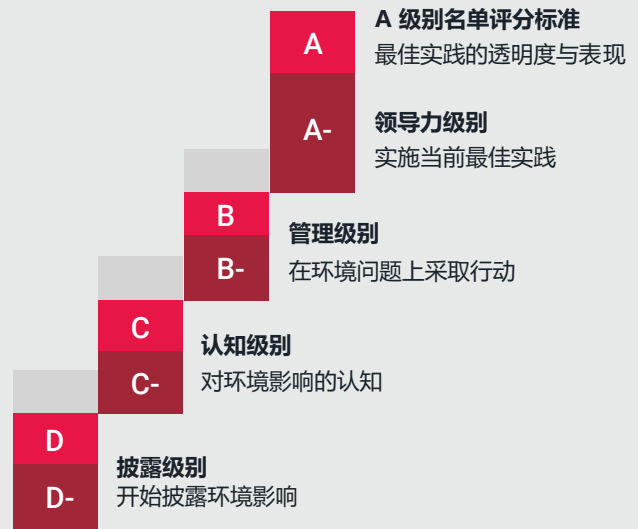 A
A 级别名单评分标准
最佳实践的透明度与表现
A-
领导力级别
实施当前最佳实践
B
管理级别
B-
在环境问题上采取行动
C
认知级别
C-
对环境影响的认知
D
披露级别
D-
开始披露环境影响